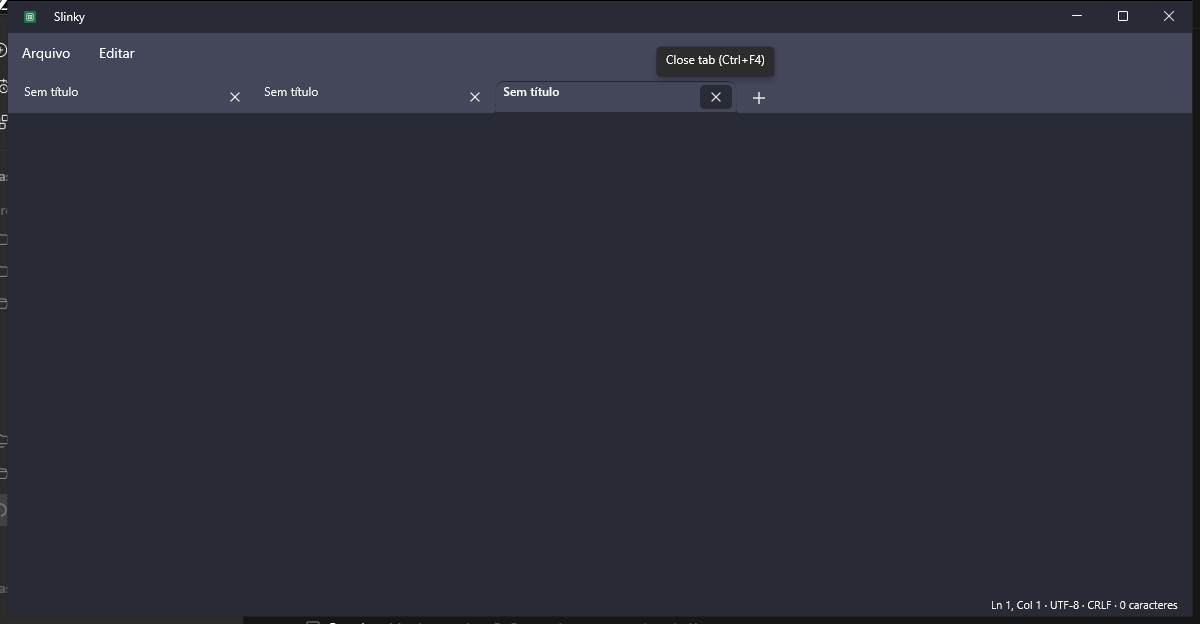 Slinky
Arquivo Editar
Close tab (Ctrl+F4)
Sem título Sem título Sem título
Ln 1, Col 1 · UTF-8 · CRLF · 0 caracteres